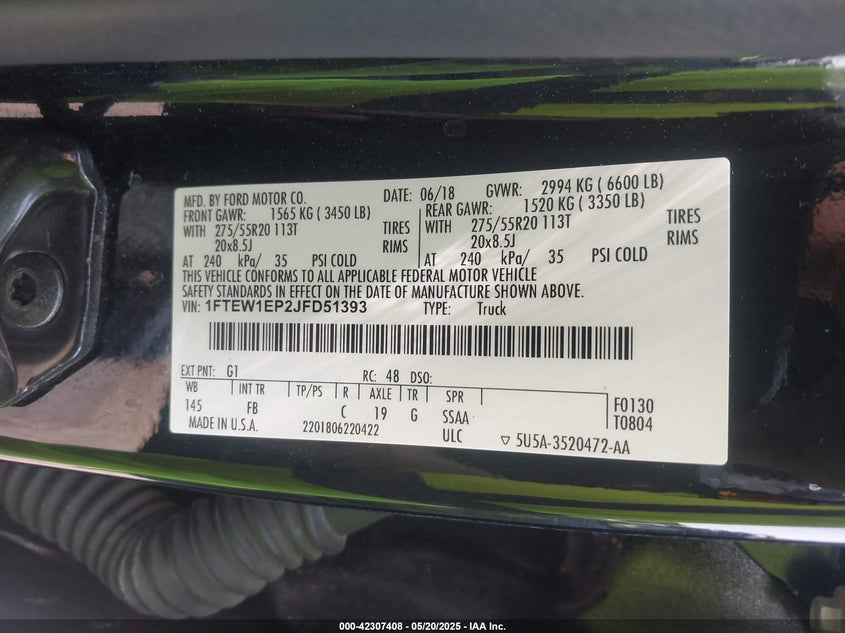 MFD. BY FORD MOTOR CO. DATE: 06/18 GVWR: 2994 KG ( 6600 LB)
FRONT GAWR: 1565 KG ( 3450 LB) REAR GAWR: 1520 KG ( 3350 LB)
WITH 275/55R20 113T TIRES WITH 275/55R20 113T TIRES
20x8.5J RIMS 20x8.5J RIMS
AT 240 kPa/ 35 PSI COLD AT 240 kPa/ 35 PSI COLD
THIS VEHICLE CONFORMS TO ALL APPLICABLE FEDERAL MOTOR VEHICLE
SAFETY STANDARDS IN EFFECT ON THE DATE OF MANUFACTURE SHOWN ABOVE.
VIN: 1FTEW1EP2JFD51393 TYPE: Truck
EXT PNT: G1 RC: 48 DSO:
WB INT TR TP/PS R AXLE TR SPR
145 FB C 19 G SSAA F0130
T0804
MADE IN U.S.A. 2201806220422 ULC ▽ 5U5A-3520472-AA
000-42307408 - 05/20/2025 - IAA Inc.